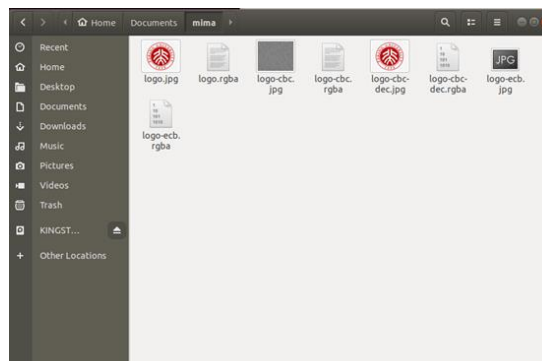 Home Documents mima
Recent
Home
Desktop
Documents
Downloads
Music
Pictures
Videos
Trash
KINGST...
Other Locations
logo.jpg
logo.rgba
logo-cbc.
jpg
logo-cbc.
rgba
logo-cbc-
dec.jpg
logo-cbc-
dec.rgba
JPG
logo-ecb.
jpg
logo-ecb.
rgba